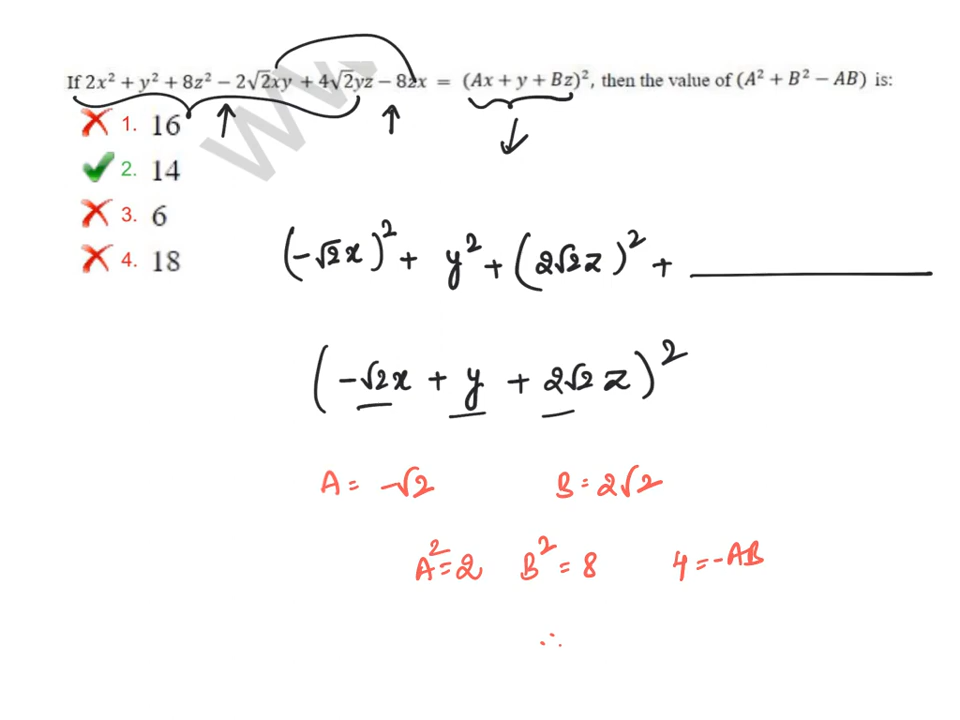 If 2x² + y² + 8z² − 2√2xy + 4√2yz − 8zx = (Ax + y + Bz)², then the value of (A² + B² − AB) is:
1. 16
2. 14
3. 6
4. 18
(-√2x)² + y² + (2√2z)² +
(-√2x + y + 2√2 z)²
A = -√2 B = 2√2
A² = 2 B² = 8 4 = -AB
∴